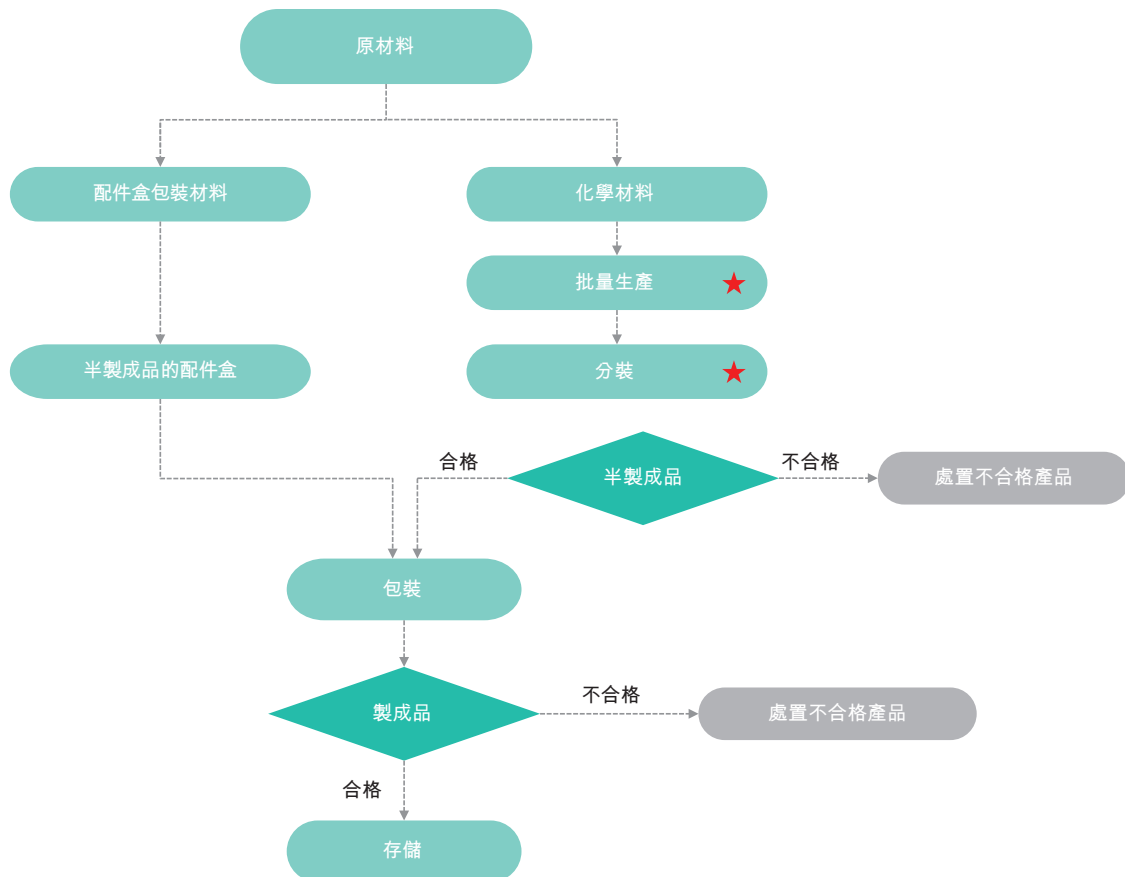 原材料
配件盒包裝材料
化學材料
批量生產
半製成品的配件盒
分裝
合格
半製成品
不合格
處置不合格產品
包裝
製成品
不合格
處置不合格產品
合格
存儲